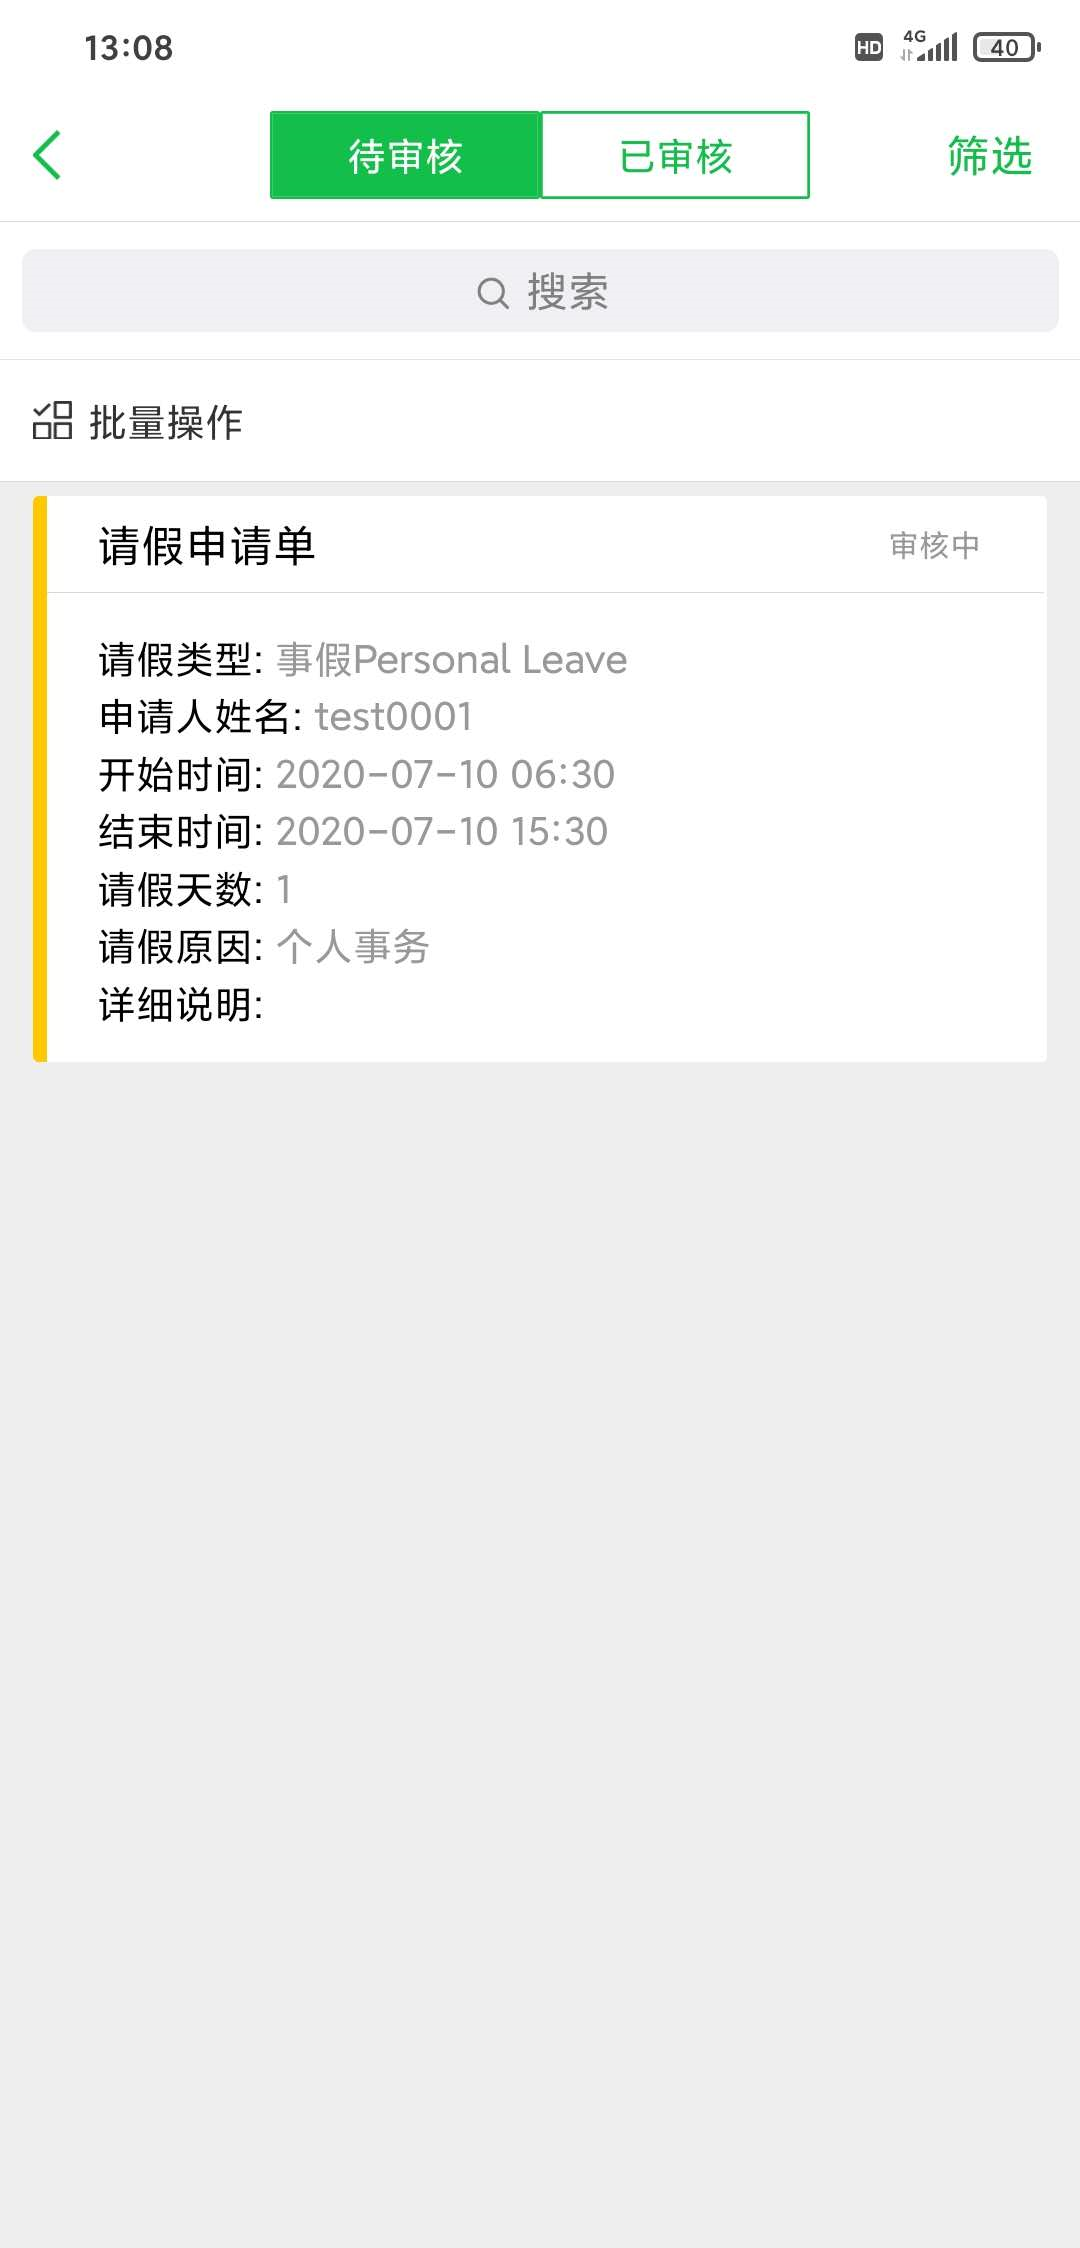 13:08
HD 4G 40
待审核 已审核 筛选
搜索
批量操作
请假申请单 审核中
请假类型: 事假Personal Leave
申请人姓名: test0001
开始时间: 2020-07-10 06:30
结束时间: 2020-07-10 15:30
请假天数: 1
请假原因: 个人事务
详细说明: